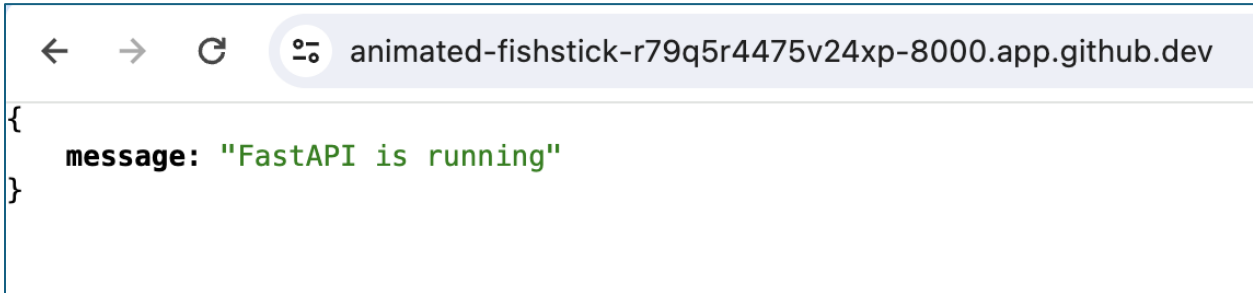 animated-fishstick-r79q5r4475v24xp-8000.app.github.dev
{
message: "FastAPI is running"
}